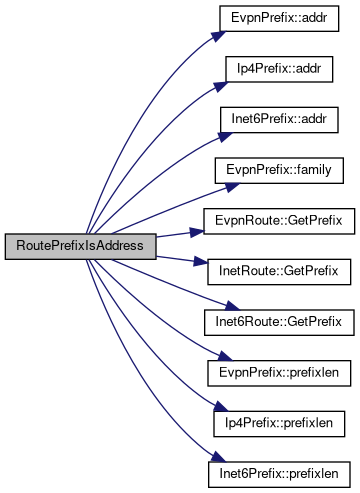 EvpnPrefix::addr
Ip4Prefix::addr
Inet6Prefix::addr
EvpnPrefix::family
RoutePrefixIsAddress
EvpnRoute::GetPrefix
InetRoute::GetPrefix
Inet6Route::GetPrefix
EvpnPrefix::prefixlen
Ip4Prefix::prefixlen
Inet6Prefix::prefixlen